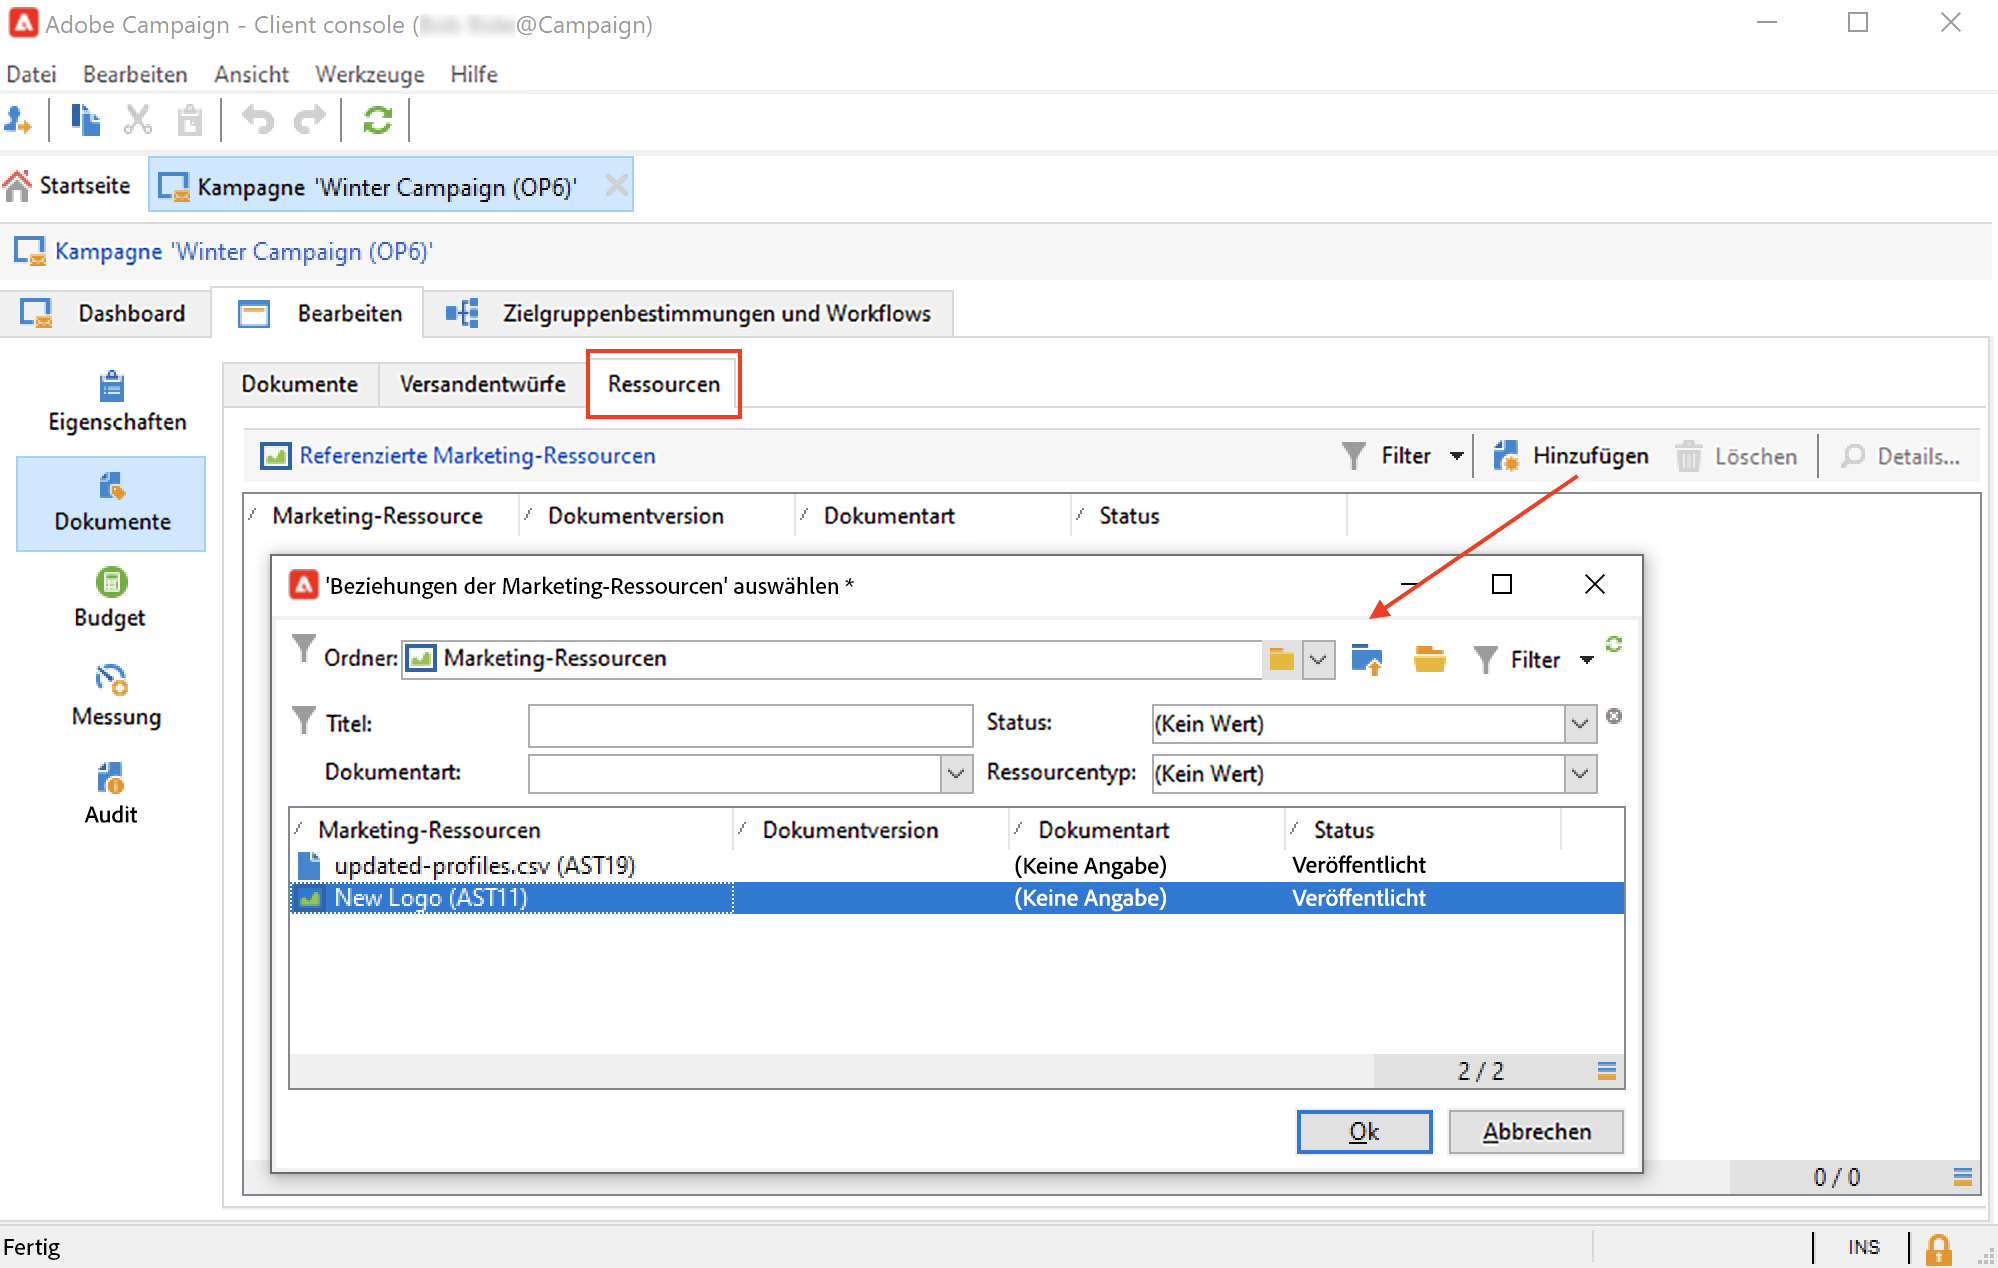 Adobe Campaign - Client console (@Campaign)
Datei Bearbeiten Ansicht Werkzeuge Hilfe
Startseite Kampagne 'Winter Campaign (OP6)'
Kampagne 'Winter Campaign (OP6)'
Dashboard Bearbeiten Zielgruppenbestimmungen und Workflows
Eigenschaften
Dokumente
Budget
Messung
Audit
Dokumente Versandentwürfe Ressourcen
Referenzierte Marketing-Ressourcen Filter Hinzufügen Löschen Details...
Marketing-Ressource Dokumentversion Dokumentart Status
'Beziehungen der Marketing-Ressourcen' auswählen *
Ordner: Marketing-Ressourcen Filter
Titel: Status: (Kein Wert)
Dokumentart: Ressourcentyp: (Kein Wert)
Marketing-Ressourcen Dokumentversion Dokumentart Status
updated-profiles.csv (AST19) (Keine Angabe) Veröffentlicht
New Logo (AST11) (Keine Angabe) Veröffentlicht
2 / 2
Ok Abbrechen
0 / 0
Fertig INS